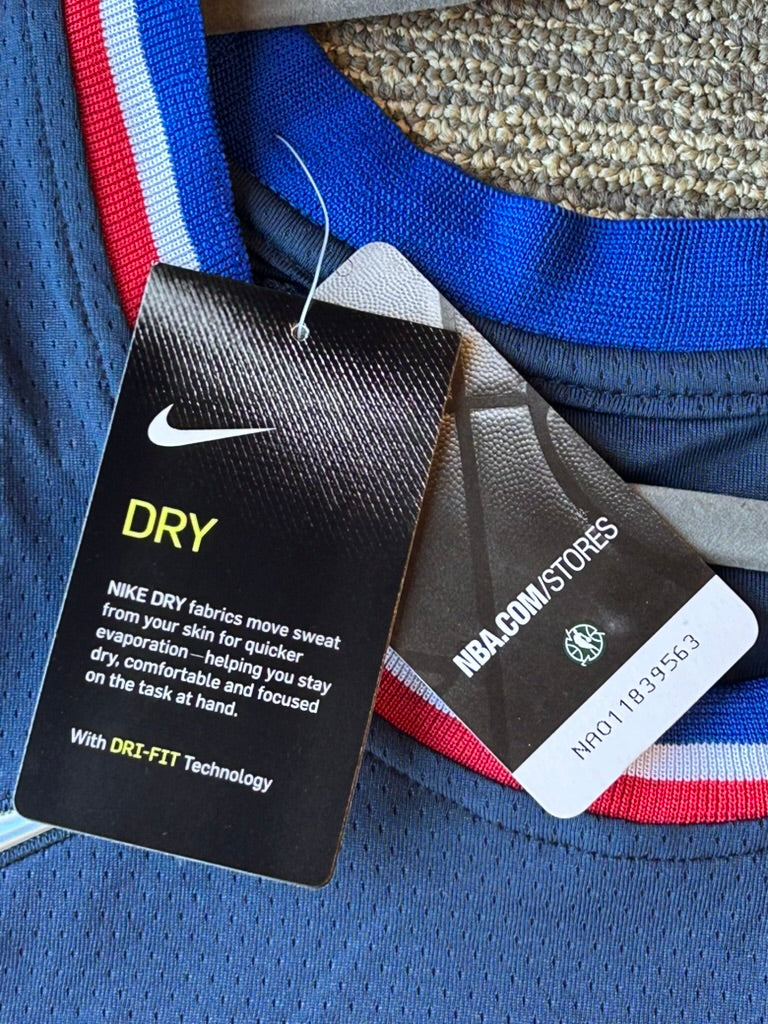 DRY
NIKE DRY fabrics move sweat
from your skin for quicker
evaporation—helping you stay
dry, comfortable and focused
on the task at hand.
With DRI-FIT Technology
NBA.COM/STORES
NA011839563